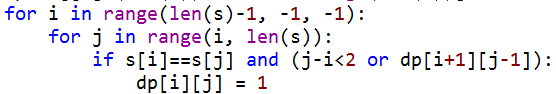 for i in range(len(s)-1, -1, -1):
    for j in range(i, len(s)):
        if s[i]==s[j] and (j-i<2 or dp[i+1][j-1]):
            dp[i][j] = 1